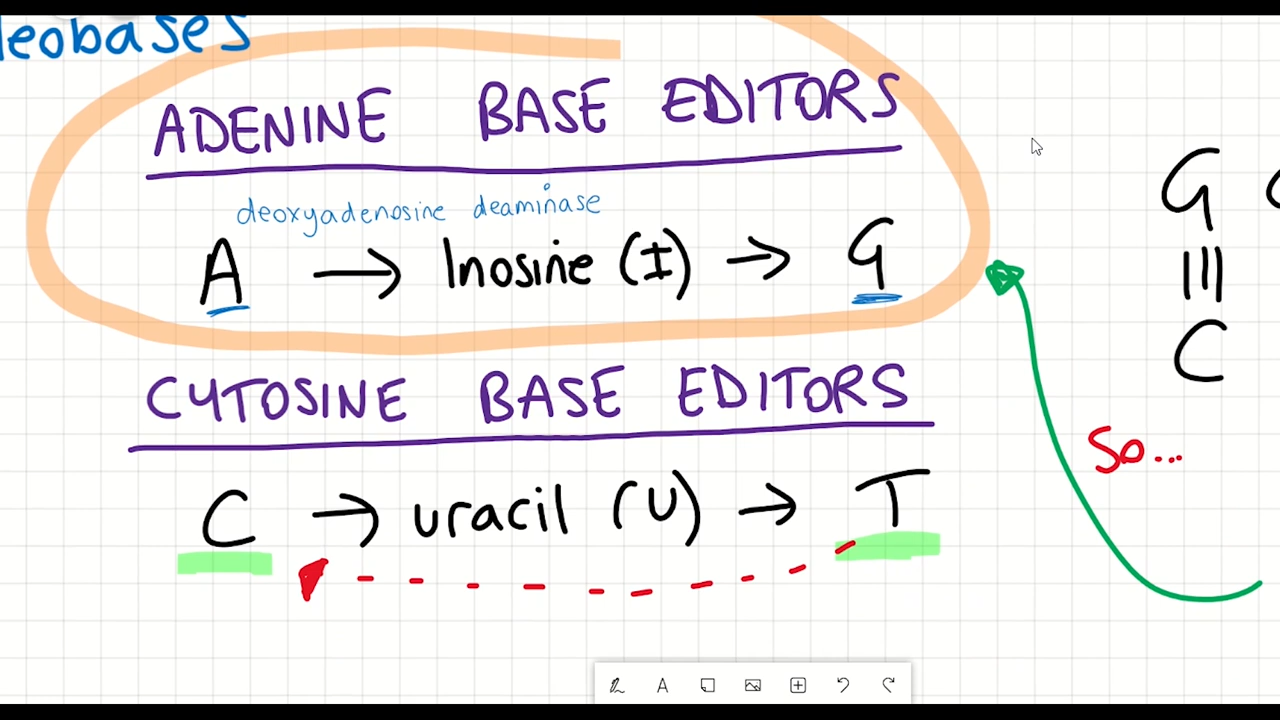 ADENINE BASE EDITORS
deoxyadenosine deaminase
A → Inosine (I) → G
CYTOSINE BASE EDITORS
C → uracil (U) → T
G
C
So...